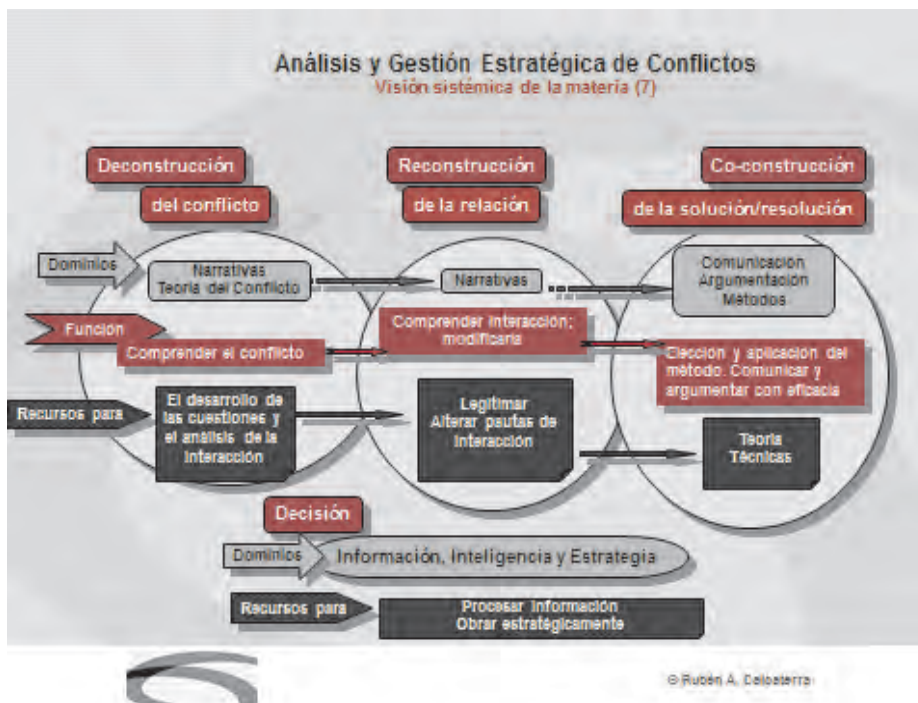 Análisis y Gestión Estratégica de Conflictos
Visión sistémica de la materia (7)
Deconstrucción
del conflicto
Reconstrucción
de la relación
Co-construcción
de la solución/resolución
Dominios
Narrativas
Teoría del Conflicto
Narrativas
Comunicación
Argumentación
Métodos
Función
Comprender el conflicto
Comprender interacción;
modificarla
Elección y aplicación del
método. Comunicar y
argumentar con eficacia
Recursos para
El desarrollo de
las cuestiones y
el análisis de la
interacción
Legitimar
Alterar pautas de
interacción
Teoría
Técnicas
Decisión
Dominios
Información, Inteligencia y Estrategia
Recursos para
Procesar información
Obrar estratégicamente
© Rubén A.